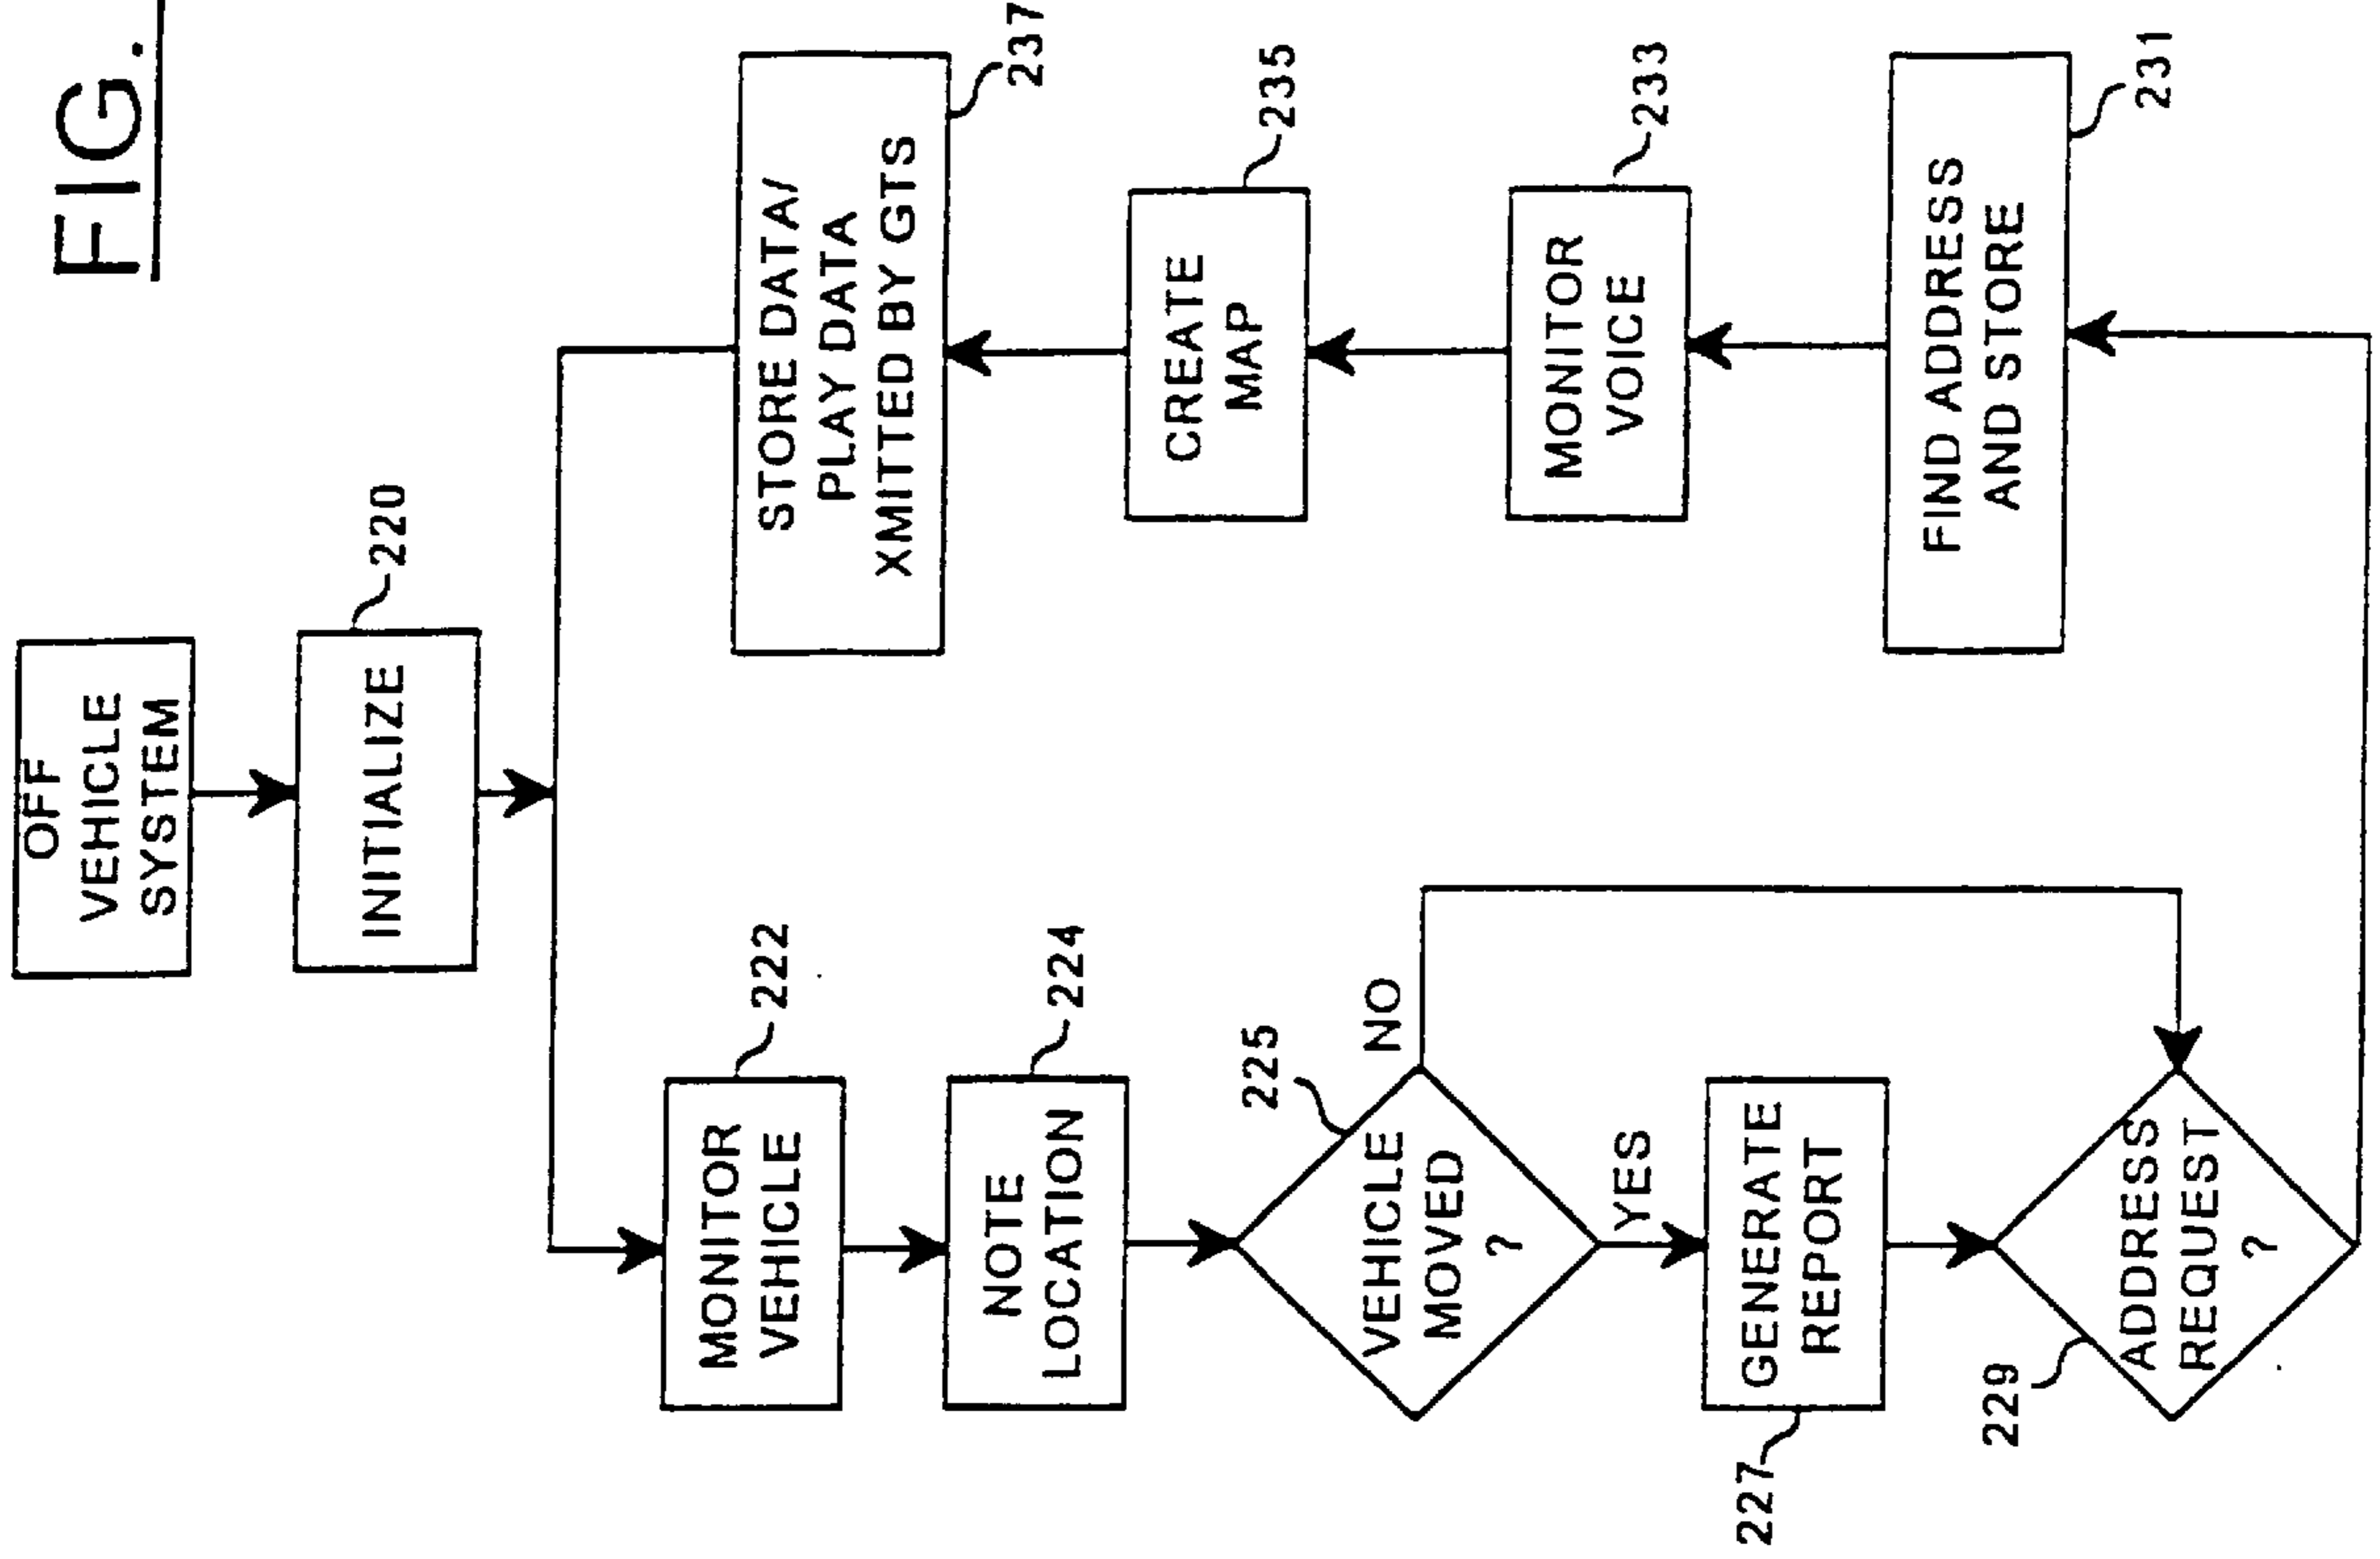 FIG.
OFF
VEHICLE
SYSTEM
INITIALIZE
220
MONITOR
VEHICLE
222
NOTE
LOCATION
224
VEHICLE
MOVED
?
225
NO
YES
GENERATE
REPORT
227
ADDRESS
REQUEST
?
229
FIND ADDRESS
AND STORE
231
MONITOR
VOICE
233
CREATE
MAP
235
STORE DATA/
PLAY DATA
XMITTED BY GTS
237